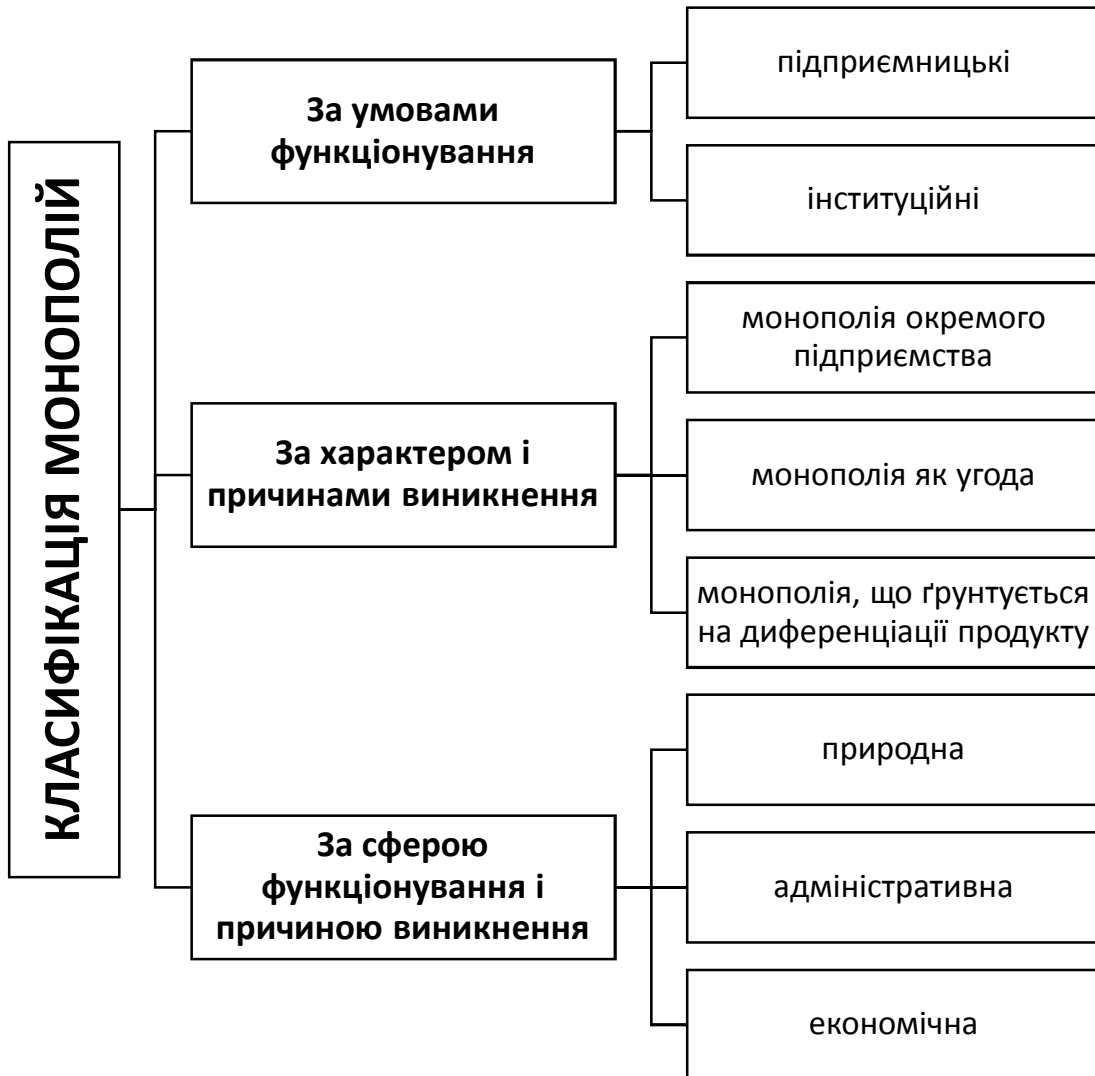 КЛАСИФІКАЦІЯ МОНОПОЛІЙ
За умовами
функціонування
підприємницькі
інституційні
За характером і
причинами виникнення
монополія окремого
підприємства
монополія як угода
монополія, що ґрунтується
на диференціації продукту
За сферою
функціонування і
причиною виникнення
природна
адміністративна
економічна